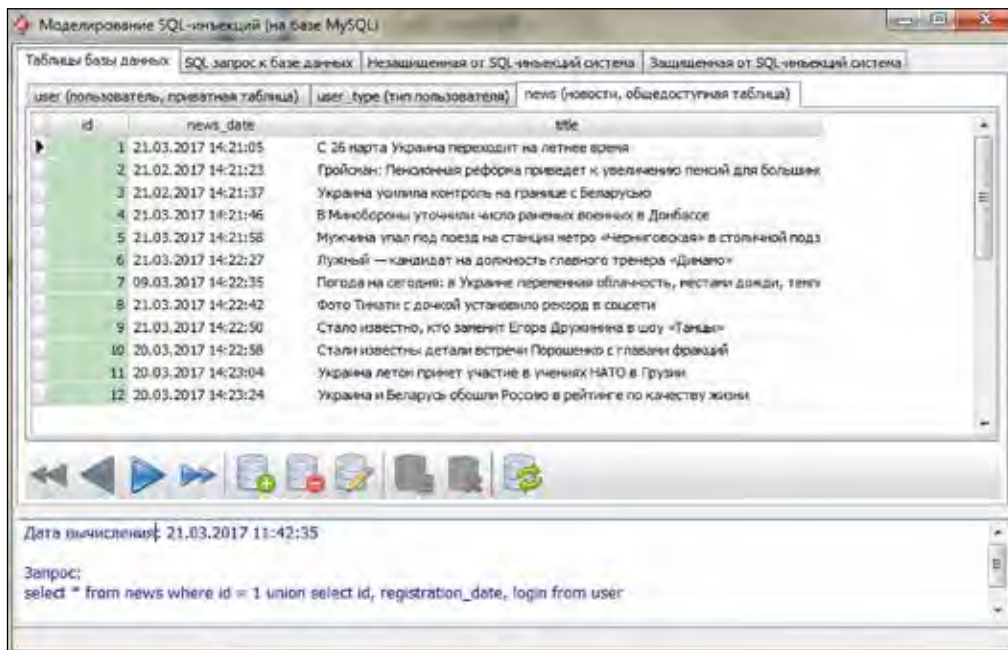 Моделирование SQL-инъекций (на базе MySQL)
Таблицы базы данных SQL запрос к базе данных Незащищенная от SQL-инъекций система Защищенная от SQL-инъекций система
user (пользователь, приватная таблица) user_type (тип пользователя) news (новости, общедоступная таблица)
id news_date title
1 21.03.2017 14:21:05 С 26 марта Украина переходит на летнее время
2 21.02.2017 14:21:23 Гройсман: Пенсионная реформа приведет к увеличению пенсий для большин
3 21.02.2017 14:21:37 Украина усилила контроль на границе с Беларусью
4 21.03.2017 14:21:46 В Минобороны уточнили число раненых военных в Донбассе
5 21.03.2017 14:21:58 Мужчина упал под поезд на станции метро «Черниговская» в столичной подз
6 21.03.2017 14:22:27 Лужный — кандидат на должность главного тренера «Динамо»
7 09.03.2017 14:22:35 Погода на сегодня: в Украине переменная облачность, местами дожди, темп
8 21.03.2017 14:22:42 Фото Тимати с дочкой установило рекорд в соцсети
9 21.03.2017 14:22:50 Стало известно, кто заменит Егора Дружинина в шоу «Танцы»
10 20.03.2017 14:22:58 Стали известны детали встречи Порошенко с главами фракций
11 20.03.2017 14:23:04 Украина летом примет участие в учениях НАТО в Грузии
12 20.03.2017 14:23:24 Украина и Беларусь обошли Россию в рейтинге по качеству жизни
Дата вычисления: 21.03.2017 11:42:35
Запрос:
select * from news where id = 1 union select id, registration_date, login from user